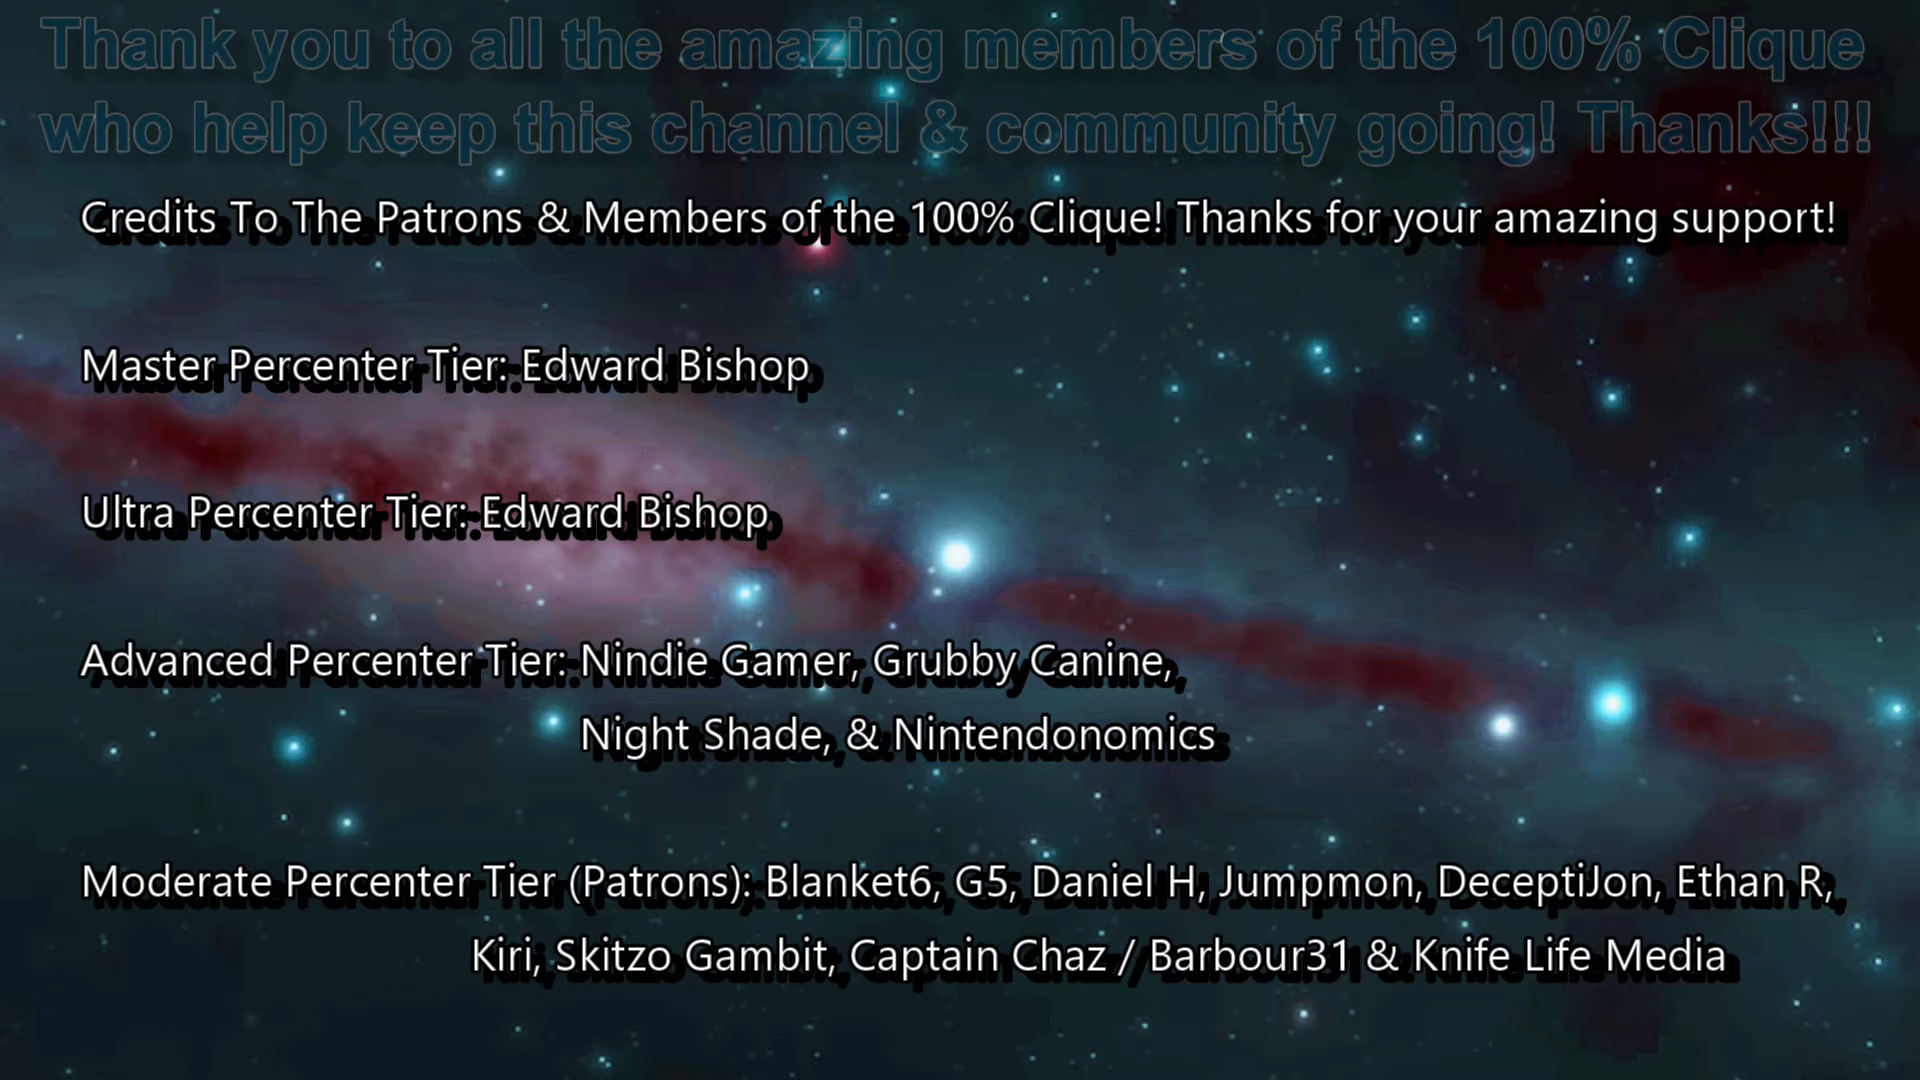 Thank you to all the amazing members of the 100% Clique
who help keep this channel & community going! Thanks!!!
Credits To The Patrons & Members of the 100% Clique! Thanks for your amazing support!
Master Percenter Tier: Edward Bishop
Ultra Percenter Tier: Edward Bishop
Advanced Percenter Tier: Nindie Gamer, Grubby Canine,
Night Shade, & Nintendonomics
Moderate Percenter Tier (Patrons): Blanket6, G5, Daniel H, Jumpmon, DeceptiJon, Ethan R,
Kiri, Skitzo Gambit, Captain Chaz / Barbour31 & Knife Life Media